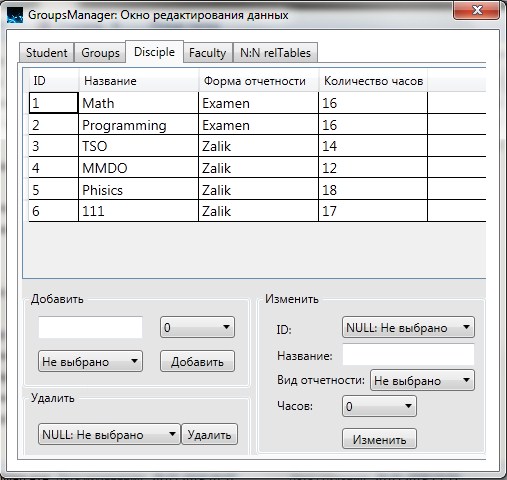 GroupsManager: Окно редактирования данных
Student Groups Disciple Faculty N:N relTables
ID Название Форма отчетности Количество часов
1 Math Examen 16
2 Programming Examen 16
3 TSO Zalik 14
4 MMDO Zalik 12
5 Phisics Zalik 18
6 111 Zalik 17
Добавить
0
Не выбрано Добавить
Удалить
NULL: Не выбрано Удалить
Изменить
ID: NULL: Не выбрано
Название:
Вид отчетности: Не выбрано
Часов: 0
Изменить